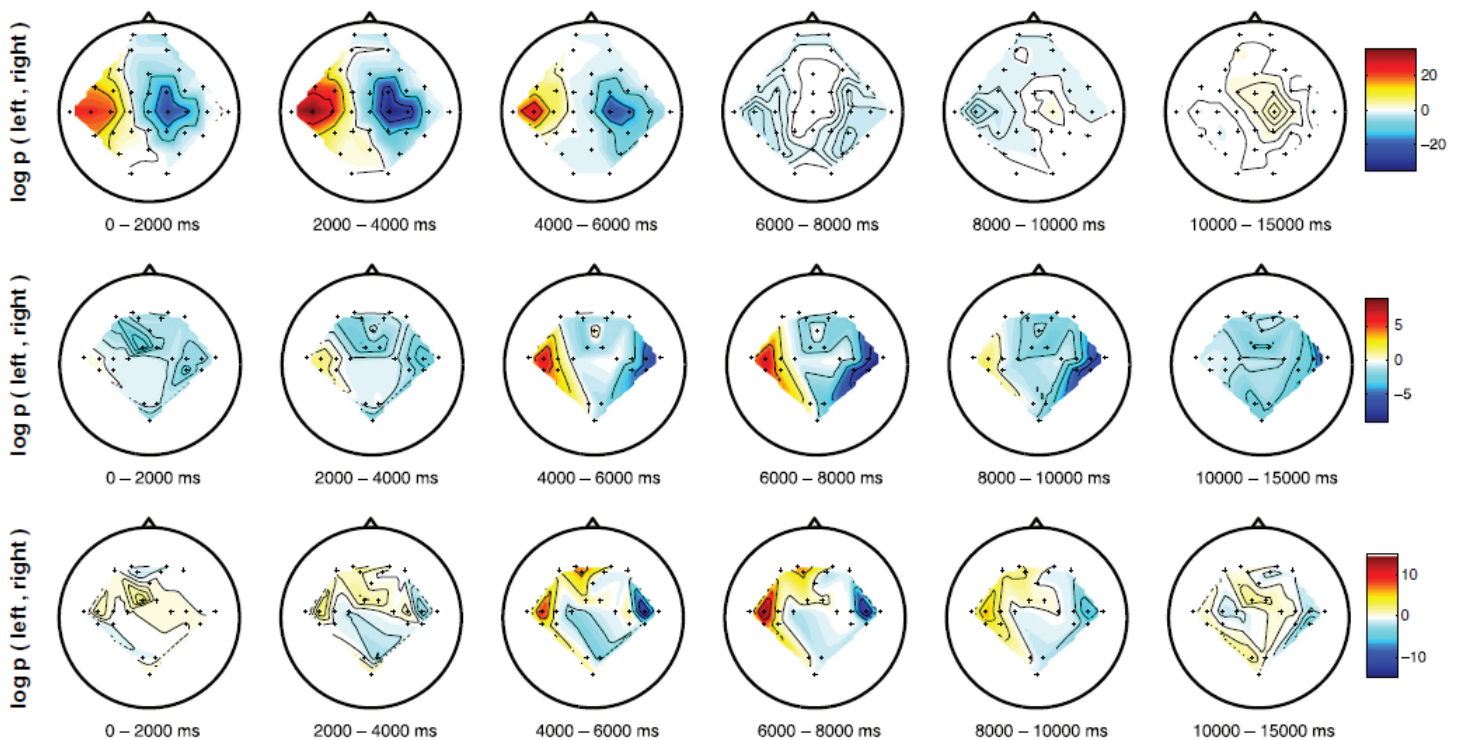 log p ( left , right )
20
0
−20
0 – 2000 ms
2000 – 4000 ms
4000 – 6000 ms
6000 – 8000 ms
8000 – 10000 ms
10000 – 15000 ms
log p ( left , right )
5
0
−5
0 – 2000 ms
2000 – 4000 ms
4000 – 6000 ms
6000 – 8000 ms
8000 – 10000 ms
10000 – 15000 ms
log p ( left , right )
10
0
−10
0 – 2000 ms
2000 – 4000 ms
4000 – 6000 ms
6000 – 8000 ms
8000 – 10000 ms
10000 – 15000 ms